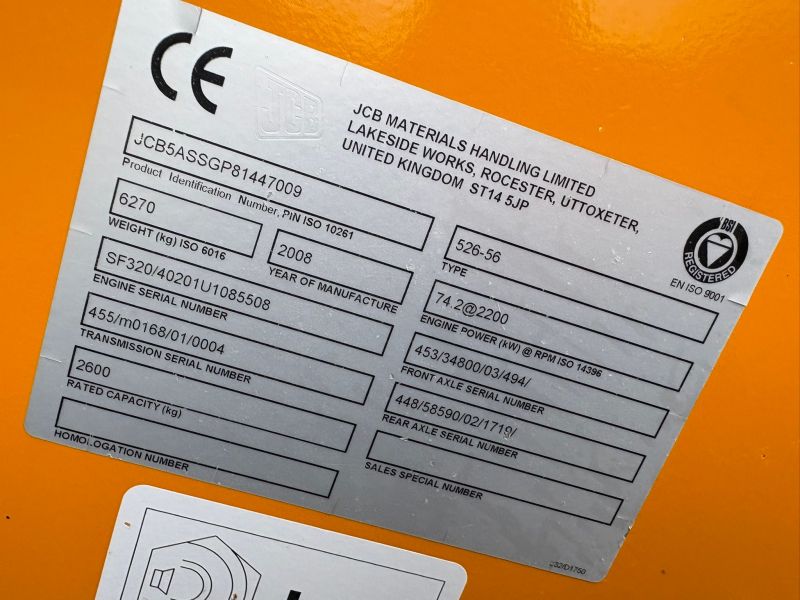 CE
JCB
JCB MATERIALS HANDLING LIMITED
LAKESIDE WORKS, ROCESTER, UTTOXETER,
UNITED KINGDOM ST14 5JP
BSI
REGISTERED
EN ISO 9001
JCB5ASSGP81447009
Product Identification Number, PIN ISO 10261
6270
WEIGHT (kg) ISO 6016
2008
YEAR OF MANUFACTURE
SF320/40201U1085508
ENGINE SERIAL NUMBER
455/m0168/01/0004
TRANSMISSION SERIAL NUMBER
2600
RATED CAPACITY (kg)
HOMOLOGATION NUMBER
526-56
TYPE
74.2@2200
ENGINE POWER (kW) @ RPM ISO 14396
453/34800/03/494/
FRONT AXLE SERIAL NUMBER
448/58590/02/1719/
REAR AXLE SERIAL NUMBER
SALES SPECIAL NUMBER